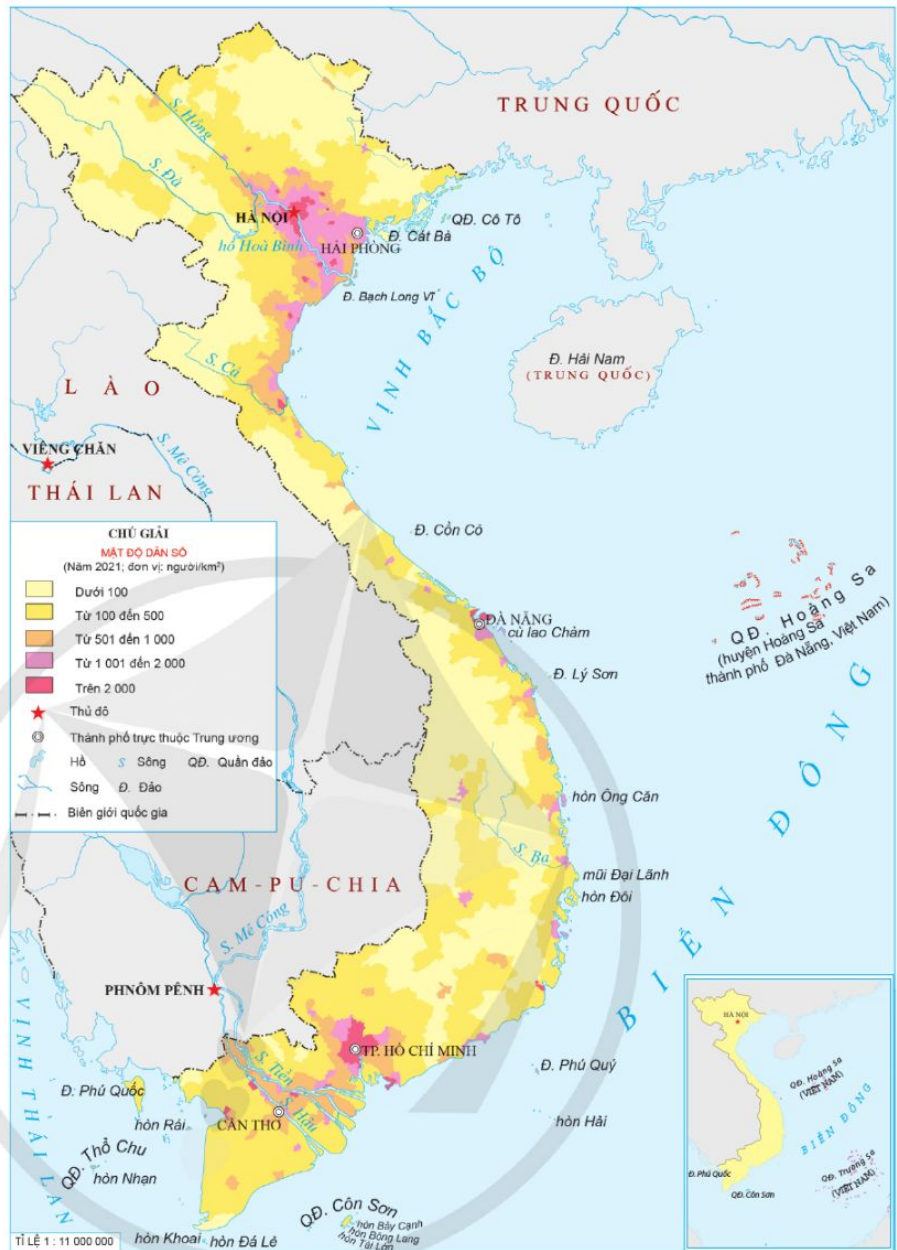 TRUNG QUỐC
S. Hồng
S. Đà
HÀ NỘI
hồ Hoà Bình
HẢI PHÒNG
QĐ. Cô Tô
Đ. Cát Bà
Đ. Bạch Long Vĩ
VỊNH BẮC BỘ
Đ. Hải Nam
(TRUNG QUỐC)
S. Cả
LÀO
VIÊNG CHĂN
S. Mê Công
THÁI LAN
Đ. Cồn Cỏ
CHÚ GIẢI
MẬT ĐỘ DÂN SỐ
(Năm 2021; đơn vị: người/km²)
Dưới 100
Từ 100 đến 500
Từ 501 đến 1 000
Từ 1 001 đến 2 000
Trên 2 000
Thủ đô
Thành phố trực thuộc Trung ương
Hồ S Sông QĐ. Quần đảo
Sông Đ. Đảo
Biên giới quốc gia
ĐÀ NẴNG
cù lao Chàm
Đ. Lý Sơn
QĐ. Hoàng Sa
(huyện Hoàng Sa
thành phố Đà Nẵng, Việt Nam)
BIỂN ĐÔNG
hòn Ông Căn
S. Ba
mũi Đại Lãnh
hòn Đôi
CAM-PU-CHIA
S. Mê Công
PHNÔM PÊNH
VỊNH THÁI LAN
TP. HỒ CHÍ MINH
S. Tiền
S. Hậu
CẦN THƠ
Đ. Phú Quý
hòn Hải
Đ. Phú Quốc
hòn Rái
QĐ. Thổ Chu
hòn Nhạn
QĐ. Côn Sơn
hòn Bảy Cạnh
hòn Bông Lang
hòn Tài Lớn
hòn Khoai
hòn Đá Lẻ
TỈ LỆ 1 : 11 000 000
HÀ NỘI
QĐ. Hoàng Sa
(VIỆT NAM)
BIỂN ĐÔNG
Đ. Phú Quốc
QĐ. Côn Sơn
QĐ. Trường Sa
(VIỆT NAM)